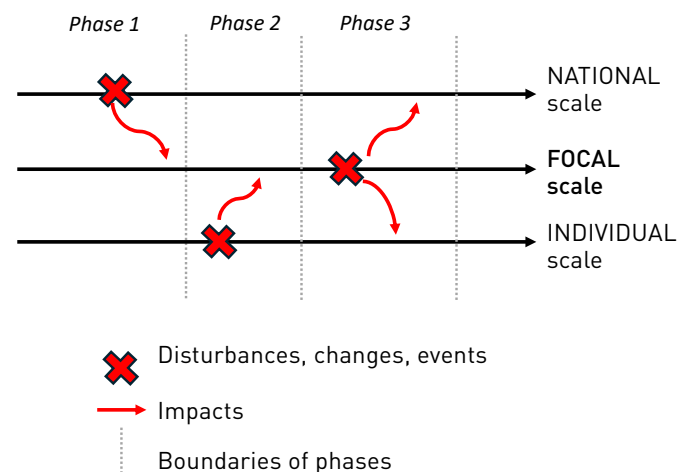 Phase 1 Phase 2 Phase 3
NATIONAL
scale
FOCAL
scale
INDIVIDUAL
scale
Disturbances, changes, events
Impacts
Boundaries of phases